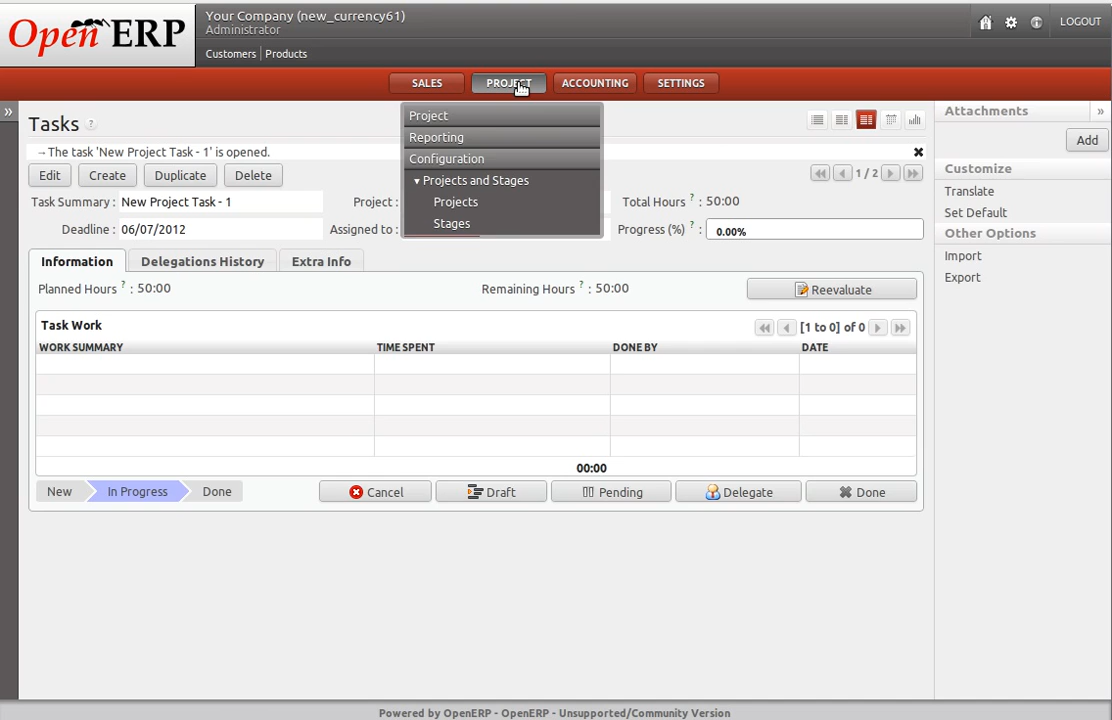 Open ERP
Your Company (new_currency61)
Administrator
Customers | Products
LOGOUT
SALES PROJECT ACCOUNTING SETTINGS
»
Tasks ?
→The task 'New Project Task - 1' is opened.
Edit Create Duplicate Delete
1 / 2
Task Summary : New Project Task - 1 Project : Total Hours ? : 50:00
Deadline : 06/07/2012 Assigned to : Progress (%) ? : 0.00%
Project
Reporting
Configuration
▾ Projects and Stages
Projects
Stages
Information Delegations History Extra Info
Planned Hours ? : 50:00 Remaining Hours ? : 50:00 Reevaluate
Task Work [1 to 0] of 0
WORK SUMMARY TIME SPENT DONE BY DATE
00:00
New In Progress Done Cancel Draft Pending Delegate Done
Attachments »
Add
Customize
Translate
Set Default
Other Options
Import
Export
Powered by OpenERP - OpenERP - Unsupported/Community Version